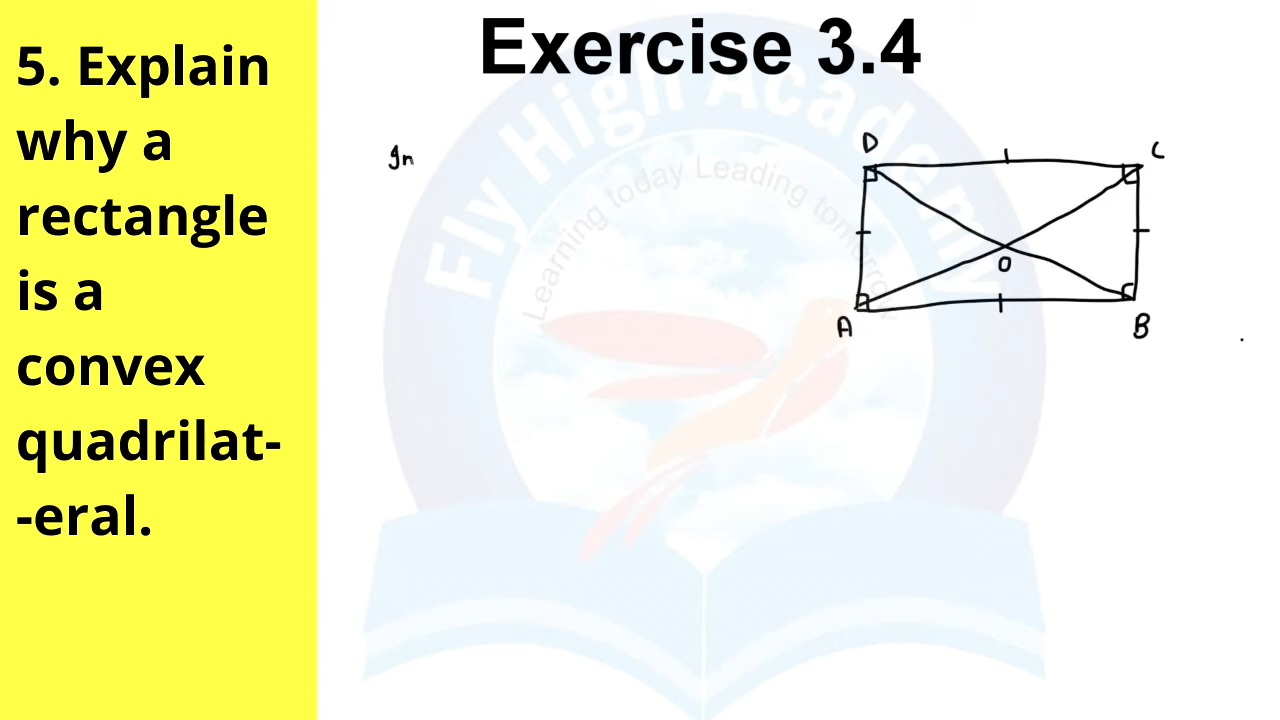 Exercise 3.4
5. Explain
why a
rectangle
is a
convex
quadrilat-
-eral.
In
D
C
O
A
B
Fly High Academy
Learning today Leading tomorrow